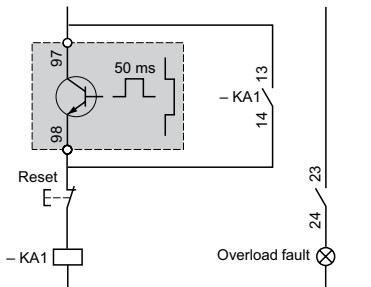 97
50 ms
98
13
– KA1
14
Reset
– KA1
23
24
Overload fault